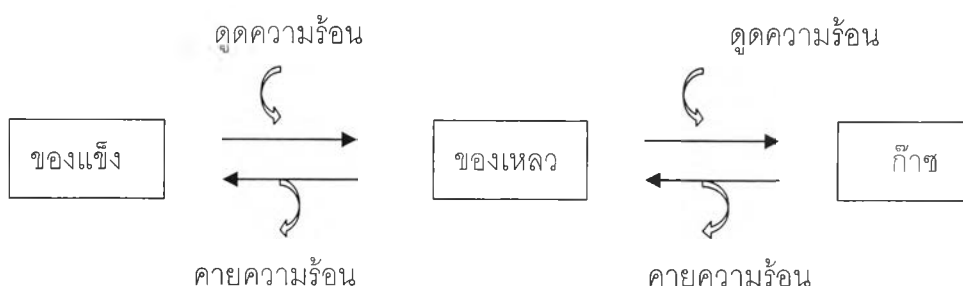 ดูดความร้อน
ดูดความร้อน
ของแข็ง
ของเหลว
ก๊าซ
คายความร้อน
คายความร้อน